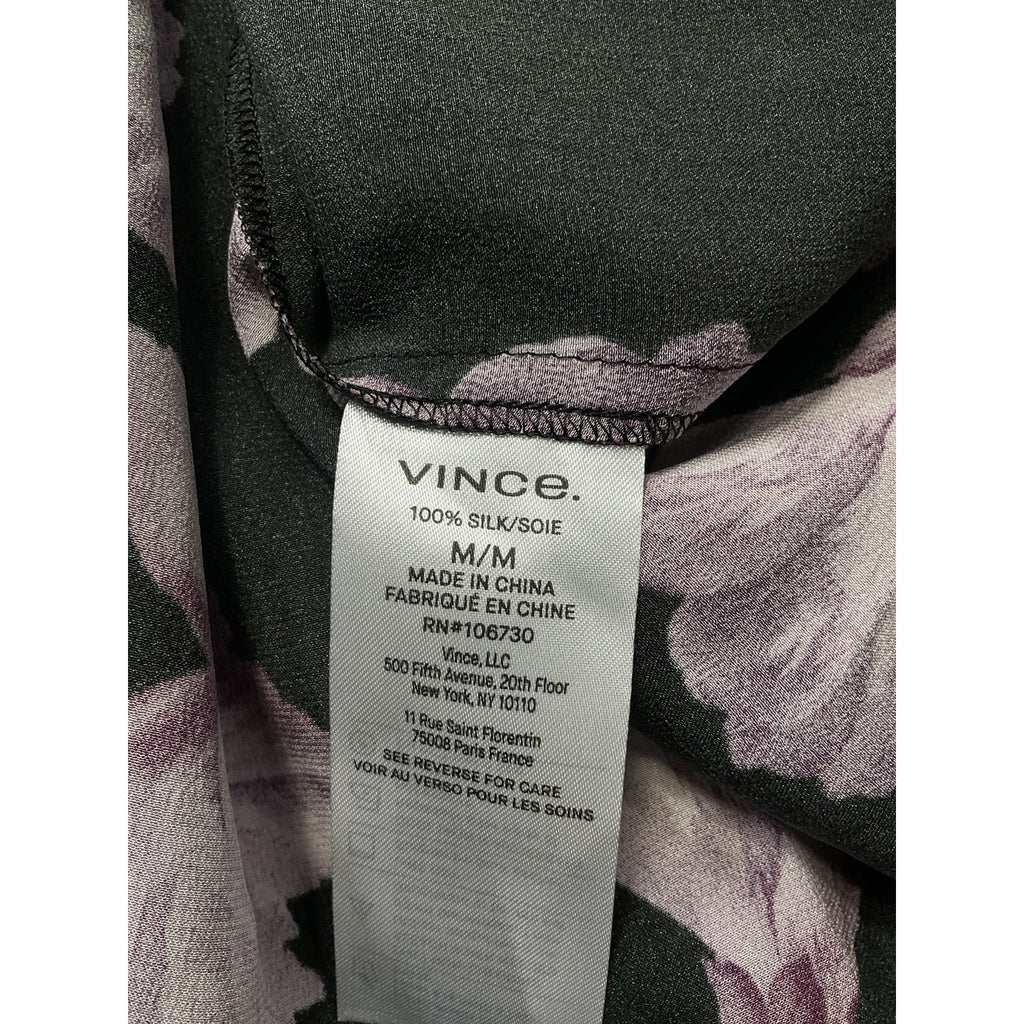 VINCe.
100% SILK/SOIE
M/M
MADE IN CHINA
FABRIQUÉ EN CHINE
RN#106730
Vince, LLC
500 Fifth Avenue, 20th Floor
New York, NY 10110
11 Rue Saint Florentin
75008 Paris France
SEE REVERSE FOR CARE
VOIR AU VERSO POUR LES SOINS